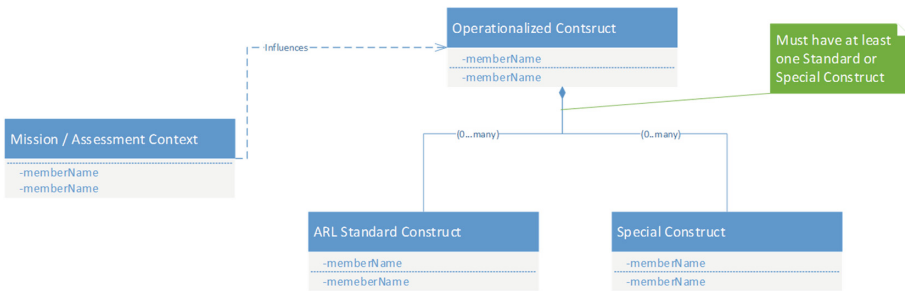 Operationalized Contsruct
-memberName
-memberName
Must have at least
one Standard or
Special Construct
Influences
Mission / Assessment Context
-memberName
-memberName
(0...many)
(0..many)
ARL Standard Construct
-memberName
-memeberName
Special Construct
-memberName
-memberName